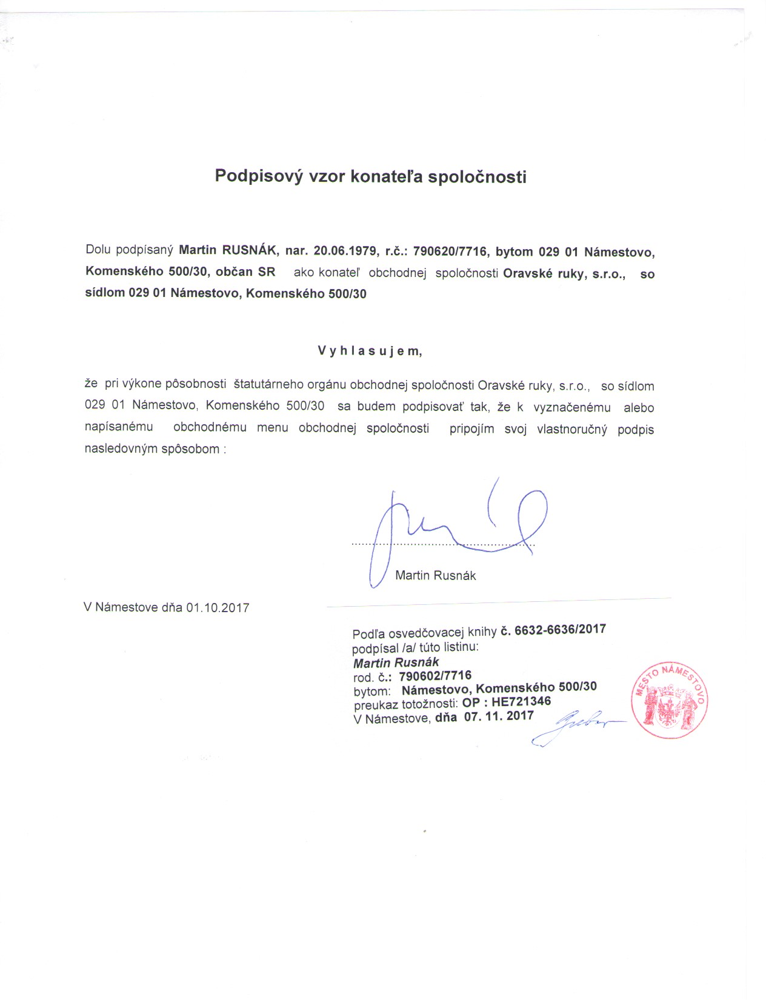 Podpisový vzor konateľa spoločnosti
Dolu podpísaný Martin RUSNÁK, nar. 20.06.1979, r.č.: 790620/7716, bytom 029 01 Námestovo,
Komenského 500/30, občan SR ako konateľ obchodnej spoločnosti Oravské ruky, s.r.o., so
sídlom 029 01 Námestovo, Komenského 500/30
V y h l a s u j e m,
že pri výkone pôsobnosti štatutárneho orgánu obchodnej spoločnosti Oravské ruky, s.r.o., so sídlom
029 01 Námestovo, Komenského 500/30 sa budem podpisovať tak, že k vyznačenému alebo
napísanému obchodnému menu obchodnej spoločnosti pripojím svoj vlastnoručný podpis
nasledovným spôsobom :
Martin Rusnák
V Námestove dňa 01.10.2017
Podľa osvedčovacej knihy č. 6632-6636/2017
podpísal /a/ túto listinu:
Martin Rusnák
rod. č.: 790602/7716
bytom: Námestovo, Komenského 500/30
preukaz totožnosti: OP : HE721346
V Námestove, dňa 07. 11. 2017
MESTO NÁMESTOVO